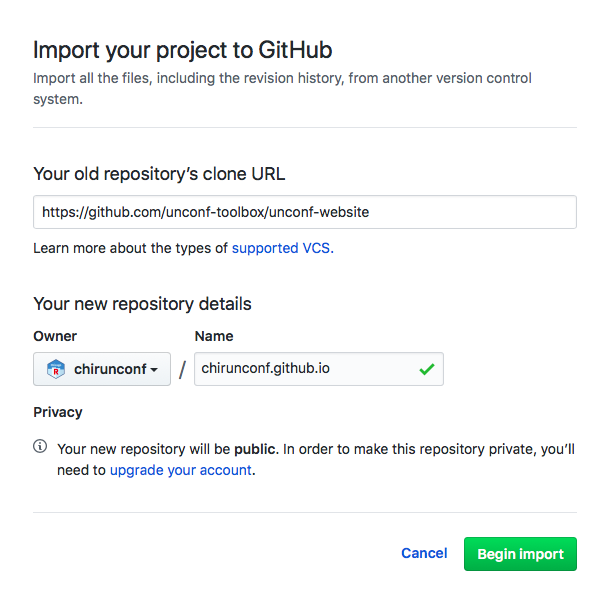 Import your project to GitHub
Import all the files, including the revision history, from another version control
system.
Your old repository's clone URL
https://github.com/unconf-toolbox/unconf-website
Learn more about the types of supported VCS.
Your new repository details
Owner
Name
chirunconf
/
chirunconf.github.io
Privacy
Your new repository will be public. In order to make this repository private, you'll
need to upgrade your account.
Cancel
Begin import